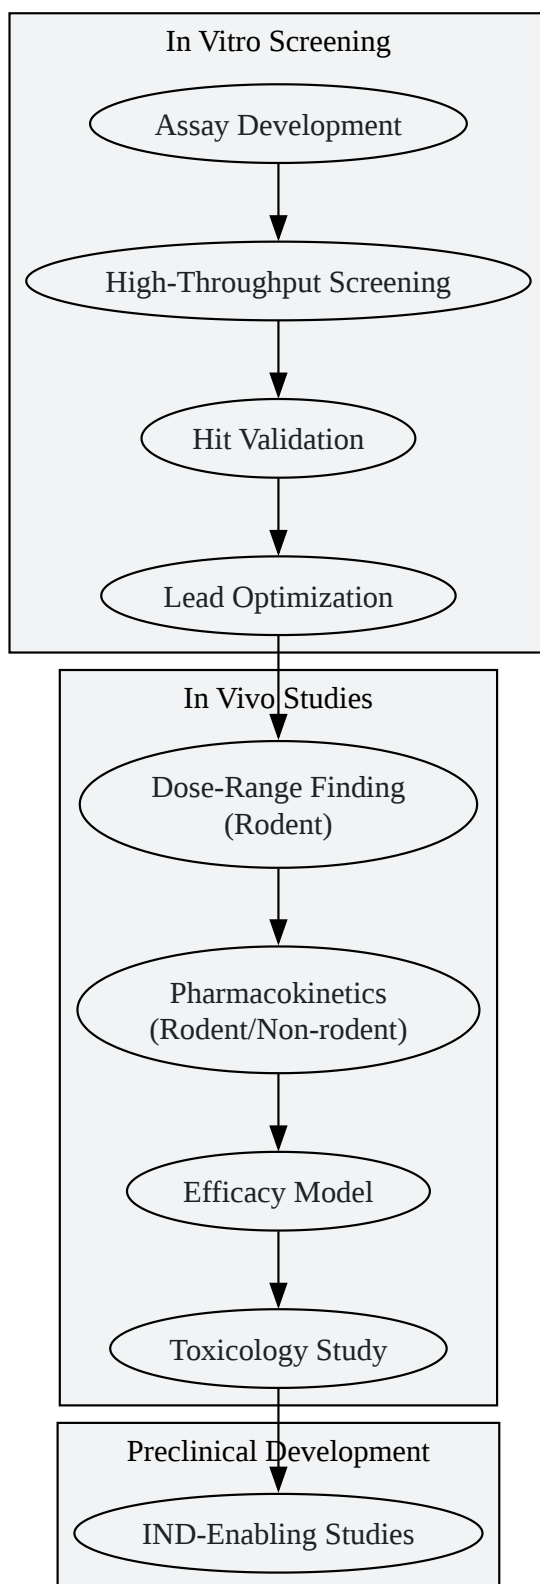 In Vitro Screening
Assay Development
High-Throughput Screening
Hit Validation
Lead Optimization
In Vivo Studies
Dose-Range Finding
(Rodent)
Pharmacokinetics
(Rodent/Non-rodent)
Efficacy Model
Toxicology Study
Preclinical Development
IND-Enabling Studies